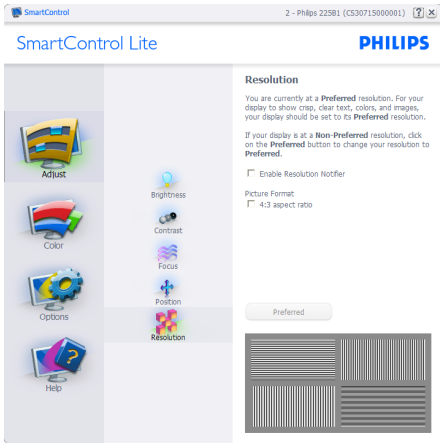 SmartControl
2 - Philips 225B1 (CS30715000001)
SmartControl Lite
PHILIPS
Adjust
Color
Options
Help
Brightness
Contrast
Focus
Position
Resolution
Resolution
You are currently at a Preferred resolution. For your
display to show crisp, clear text, colors, and images,
your display should be set to its Preferred resolution.
If your display is at a Non-Preferred resolution, click
on the Preferred button to change your resolution to
Preferred.
Enable Resolution Notifier
Picture Format
4:3 aspect ratio
Preferred